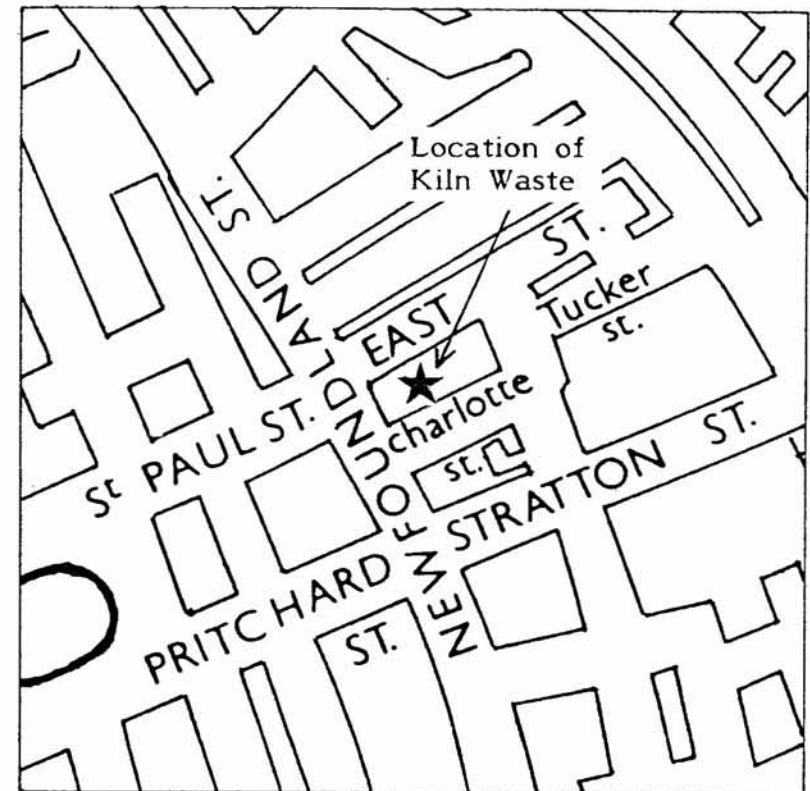 Location of
Kiln Waste
NEWFOUNDLAND ST.
EAST ST.
Tucker
st.
St PAUL ST.
Charlotte
st.
STRATTON ST.
PRITCHARD
ST.